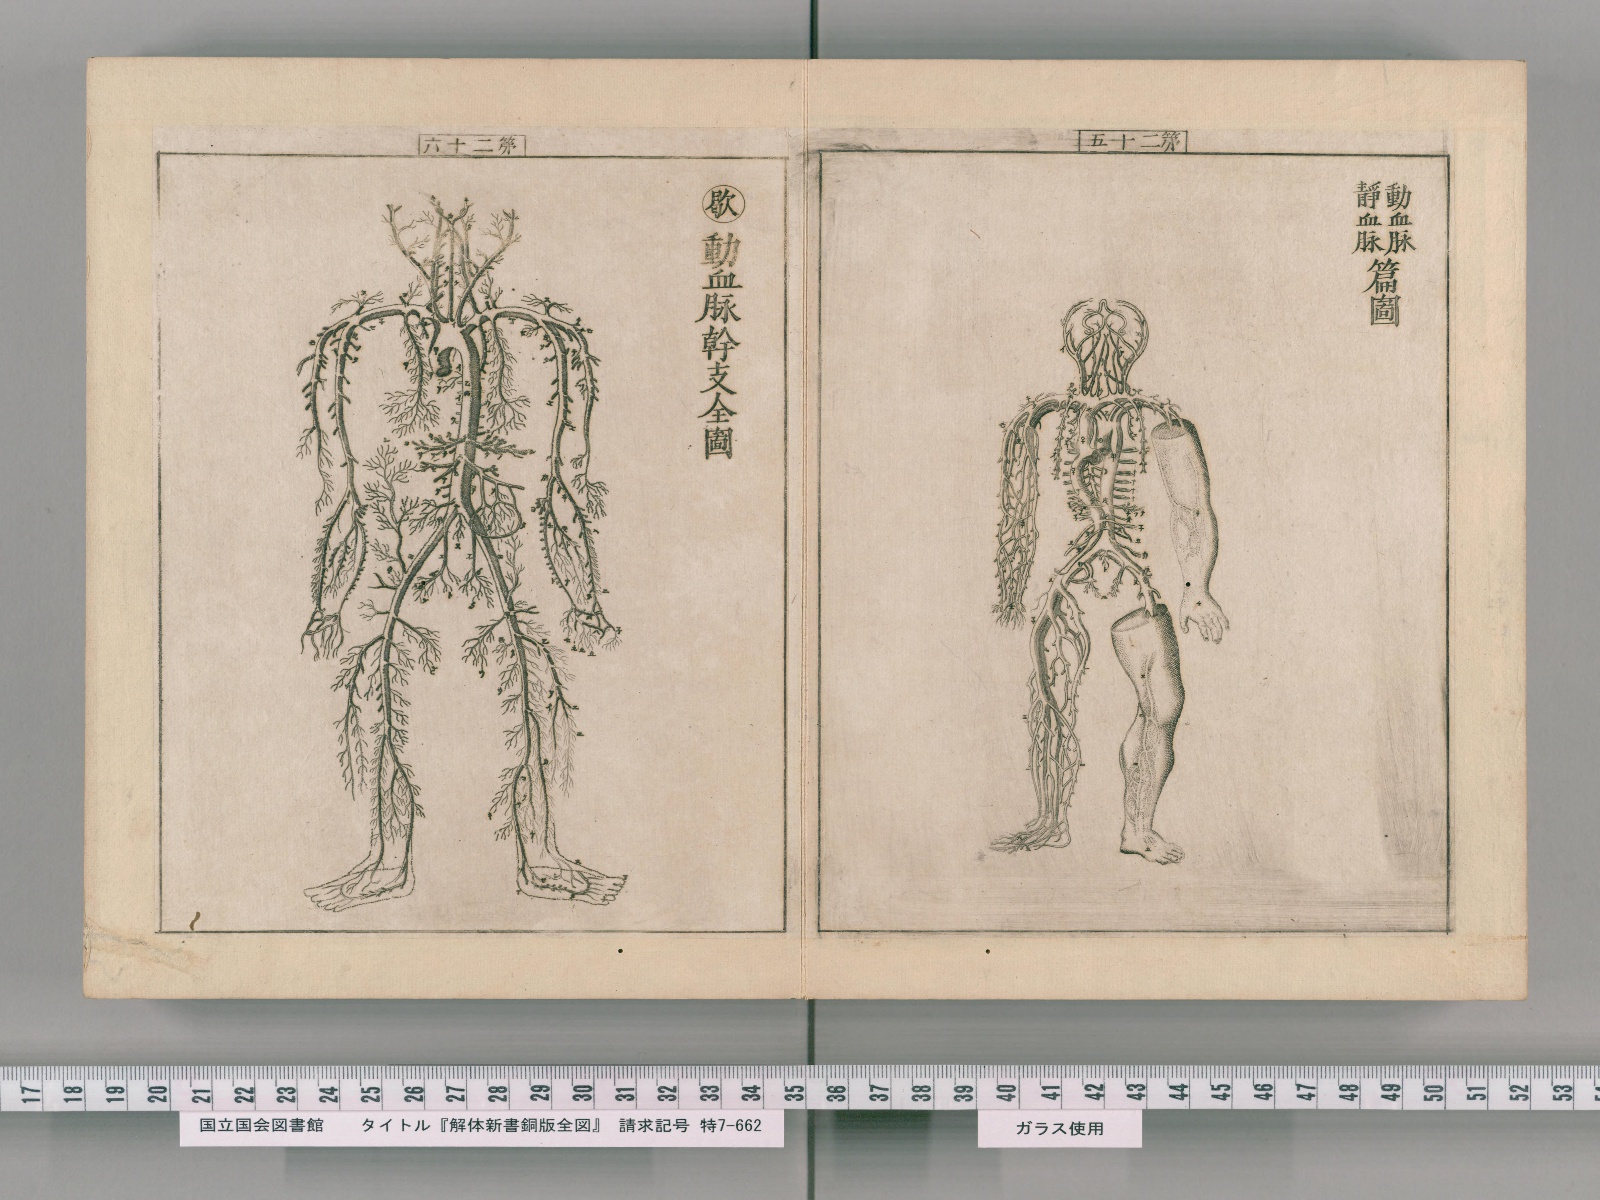 第二十五
動血脉
靜血脉
篇圖
第二十六
歇
動血脉幹支全圖
17 18 19 20 21 22 23 24 25 26 27 28 29 30 31 32 33 34 35 36 37 38 39 40 41 42 43 44 45 46 47 48 49 50 51 52 53
国立国会図書館 タイトル『解体新書銅版全図』 請求記号 特7-662
ガラス使用